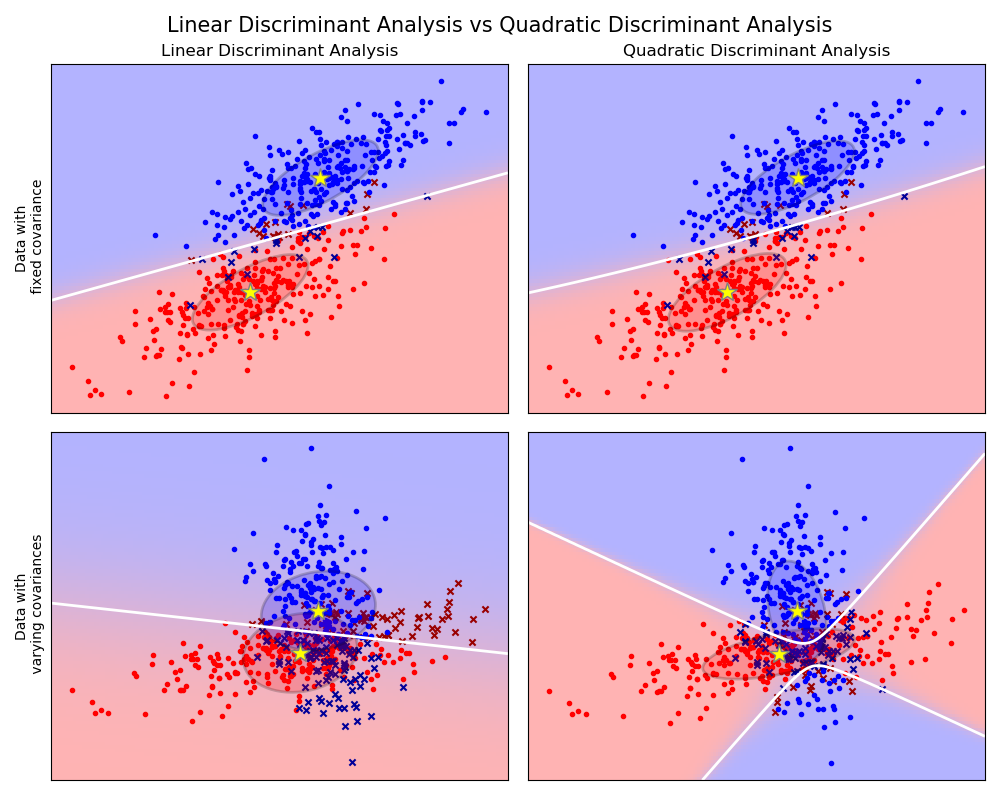 Linear Discriminant Analysis vs Quadratic Discriminant Analysis
Linear Discriminant Analysis
Quadratic Discriminant Analysis
Data with
fixed covariance
Data with
varying covariances